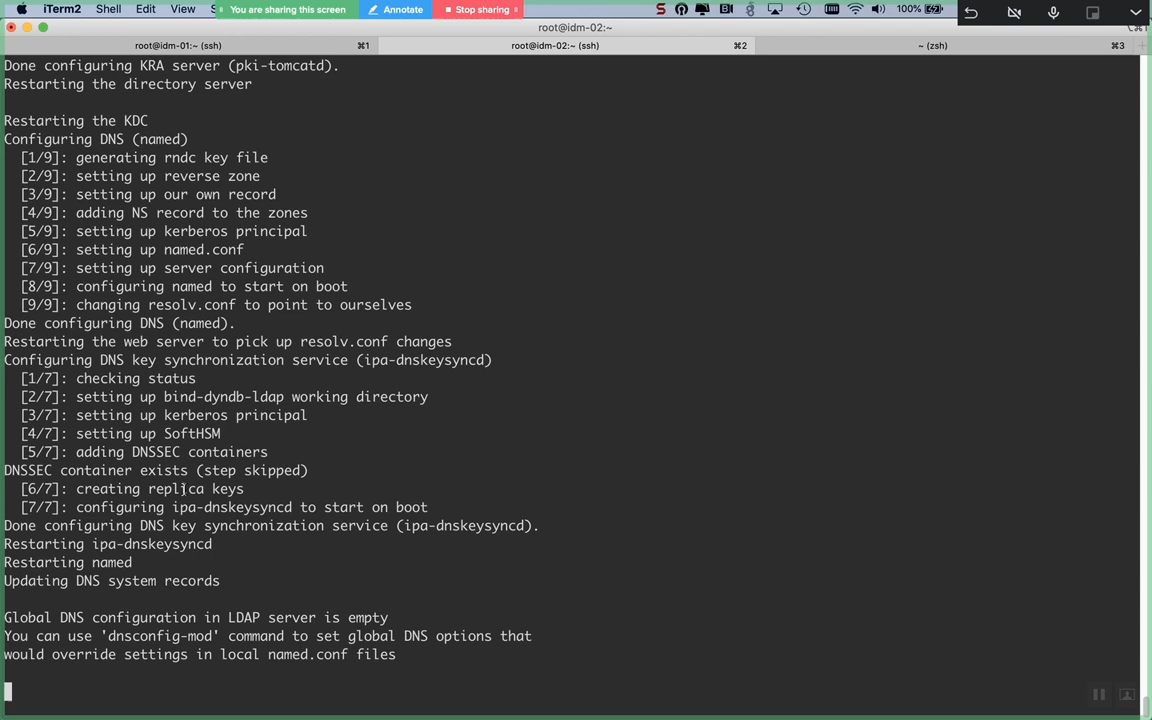 iTerm2 Shell Edit View S You are sharing this screen Annotate Stop sharing S 100%
root@idm-02:~ (ssh)
root@idm-01:~ (ssh) ⌘1 root@idm-02:~ (ssh) ⌘2 ~ (zsh) ⌘3
Done configuring KRA server (pki-tomcatd).
Restarting the directory server
Restarting the KDC
Configuring DNS (named)
[1/9]: generating rndc key file
[2/9]: setting up reverse zone
[3/9]: setting up our own record
[4/9]: adding NS record to the zones
[5/9]: setting up kerberos principal
[6/9]: setting up named.conf
[7/9]: setting up server configuration
[8/9]: configuring named to start on boot
[9/9]: changing resolv.conf to point to ourselves
Done configuring DNS (named).
Restarting the web server to pick up resolv.conf changes
Configuring DNS key synchronization service (ipa-dnskeysyncd)
[1/7]: checking status
[2/7]: setting up bind-dyndb-ldap working directory
[3/7]: setting up kerberos principal
[4/7]: setting up SoftHSM
[5/7]: adding DNSSEC containers
DNSSEC container exists (step skipped)
[6/7]: creating replica keys
[7/7]: configuring ipa-dnskeysyncd to start on boot
Done configuring DNS key synchronization service (ipa-dnskeysyncd).
Restarting ipa-dnskeysyncd
Restarting named
Updating DNS system records
Global DNS configuration in LDAP server is empty
You can use 'dnsconfig-mod' command to set global DNS options that
would override settings in local named.conf files